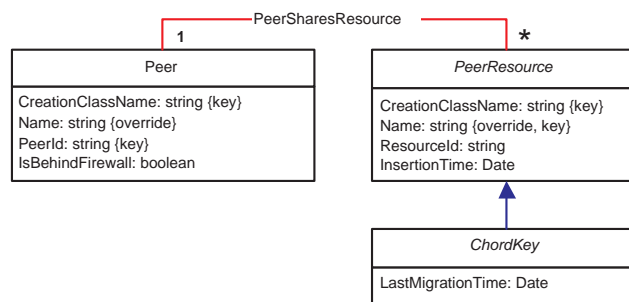 PeerSharesResource
1
*
Peer
CreationClassName: string {key}
Name: string {override}
PeerId: string {key}
IsBehindFirewall: boolean
PeerResource
CreationClassName: string {key}
Name: string {override, key}
ResourceId: string
InsertionTime: Date
ChordKey
LastMigrationTime: Date